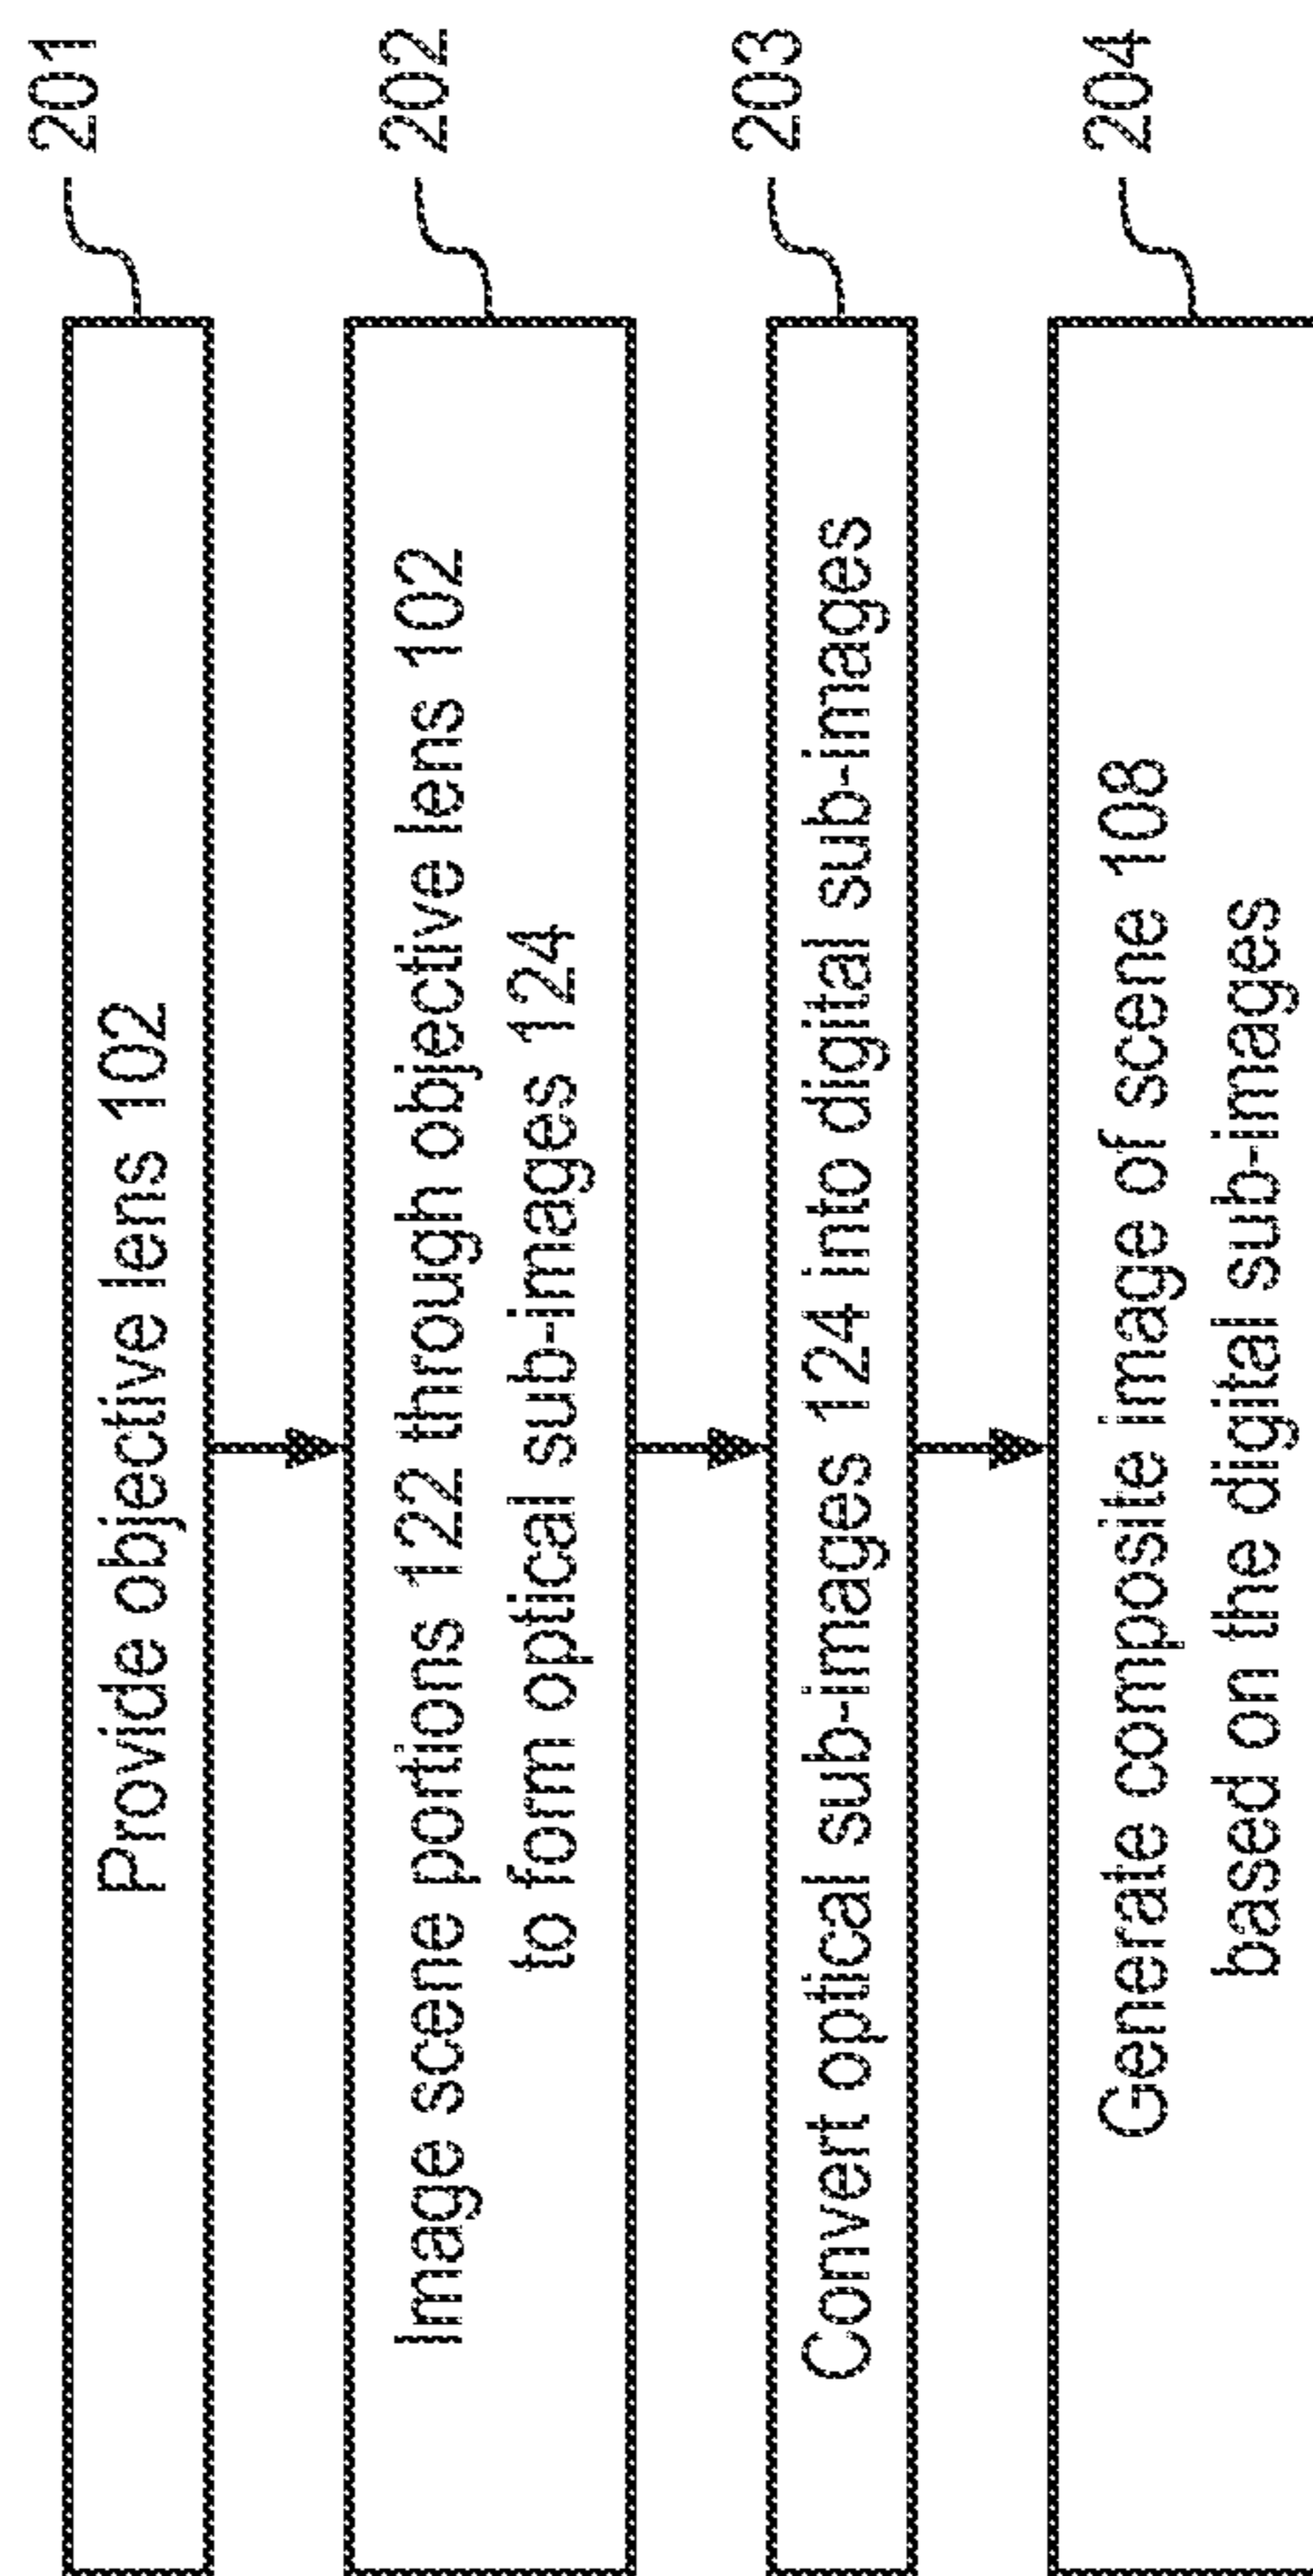 201
Provide objective lens 102
202
Image scene portions 122 through objective lens 102
to form optical sub-images 124
203
Convert optical sub-images 124 into digital sub-images
204
Generate composite image of scene 108
based on the digital sub-images